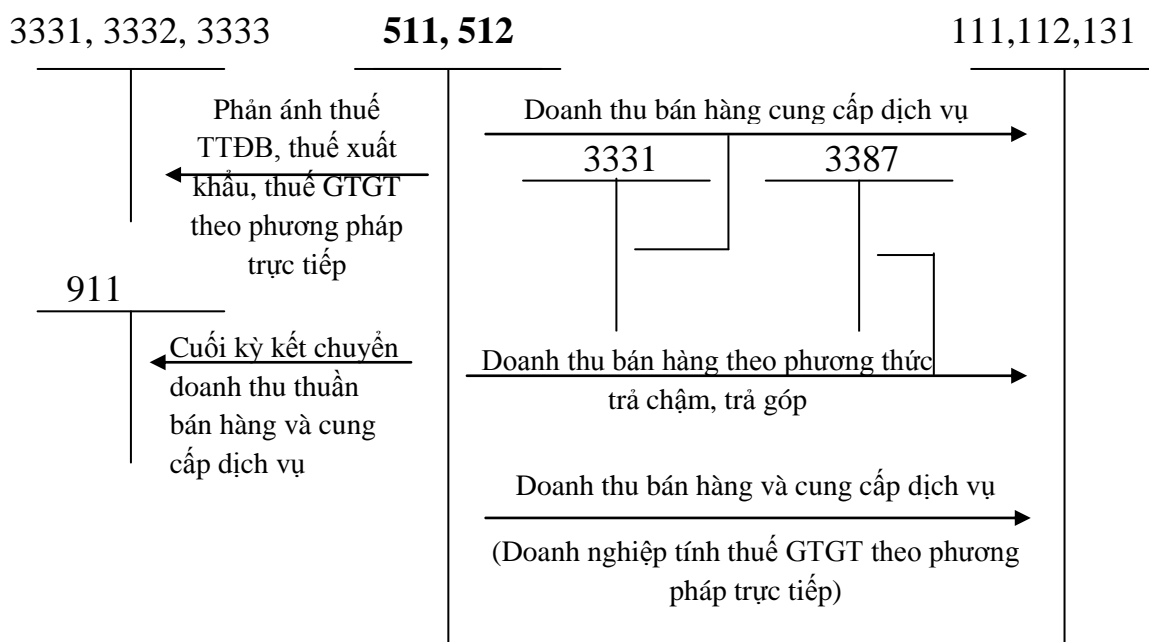 3331, 3332, 3333
511, 512
111,112,131
Phản ánh thuế
TTĐB, thuế xuất
khẩu, thuế GTGT
theo phương pháp
trực tiếp
Doanh thu bán hàng cung cấp dịch vụ
3331
3387
911
Cuối kỳ kết chuyển
doanh thu thuần
bán hàng và cung
cấp dịch vụ
Doanh thu bán hàng theo phương thức
trả chậm, trả góp
Doanh thu bán hàng và cung cấp dịch vụ
(Doanh nghiệp tính thuế GTGT theo phương
pháp trực tiếp)